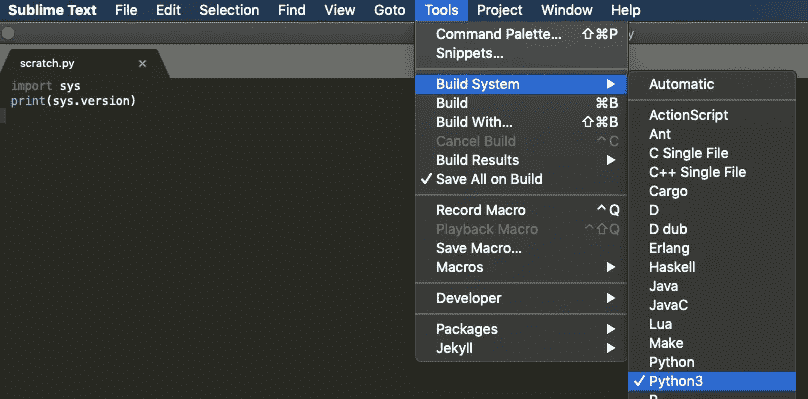 Sublime Text File Edit Selection Find View Goto Tools Project Window Help
scratch.py ×
import sys
print(sys.version)
Command Palette... ⇧⌘P
Snippets...
Build System ▶
Build ⌘B
Build With... ⇧⌘B
Cancel Build ^C
Build Results ▶
✓ Save All on Build
Record Macro ^Q
Playback Macro ^⇧Q
Save Macro...
Macros ▶
Developer ▶
Packages ▶
Jekyll ▶
Automatic
ActionScript
Ant
C Single File
C++ Single File
Cargo
D
D dub
Erlang
Haskell
Java
JavaC
Lua
Make
Python
✓ Python3